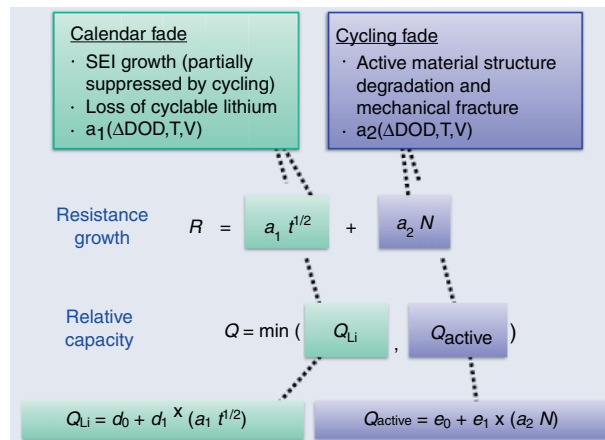 Calendar fade
· SEI growth (partially
suppressed by cycling)
· Loss of cyclable lithium
· a1(ΔDOD,T,V)
Cycling fade
· Active material structure
degradation and
mechanical fracture
· a2(ΔDOD,T,V)
Resistance
growth
R = a1 t^1/2 + a2 N
Relative
capacity
Q = min ( QLi , Qactive )
QLi = d0 + d1 x (a1 t^1/2)
Qactive = e0 + e1 x (a2 N)